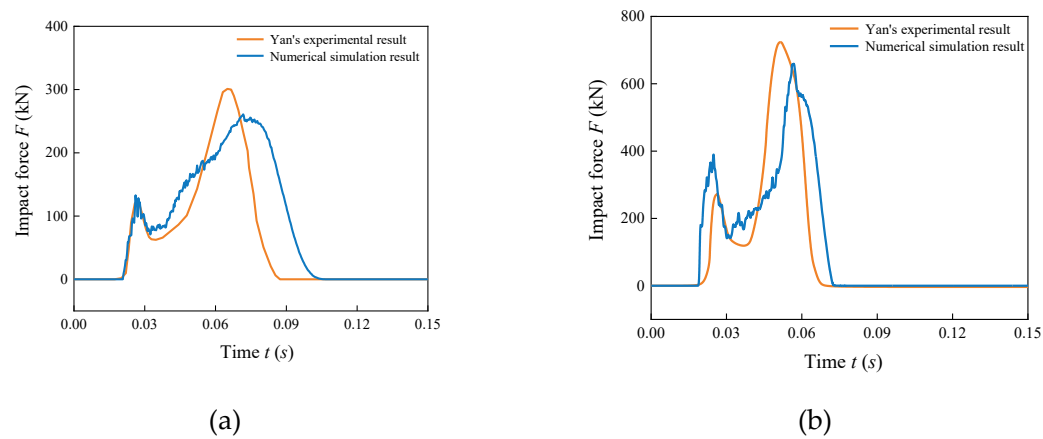 400
300
200
100
0
Impact force F (kN)
Yan's experimental result
Numerical simulation result
0.00 0.03 0.06 0.09 0.12 0.15
Time t (s)
(a)
800
600
400
200
0
Impact force F (kN)
Yan's experimental result
Numerical simulation result
0.00 0.03 0.06 0.09 0.12 0.15
Time t (s)
(b)